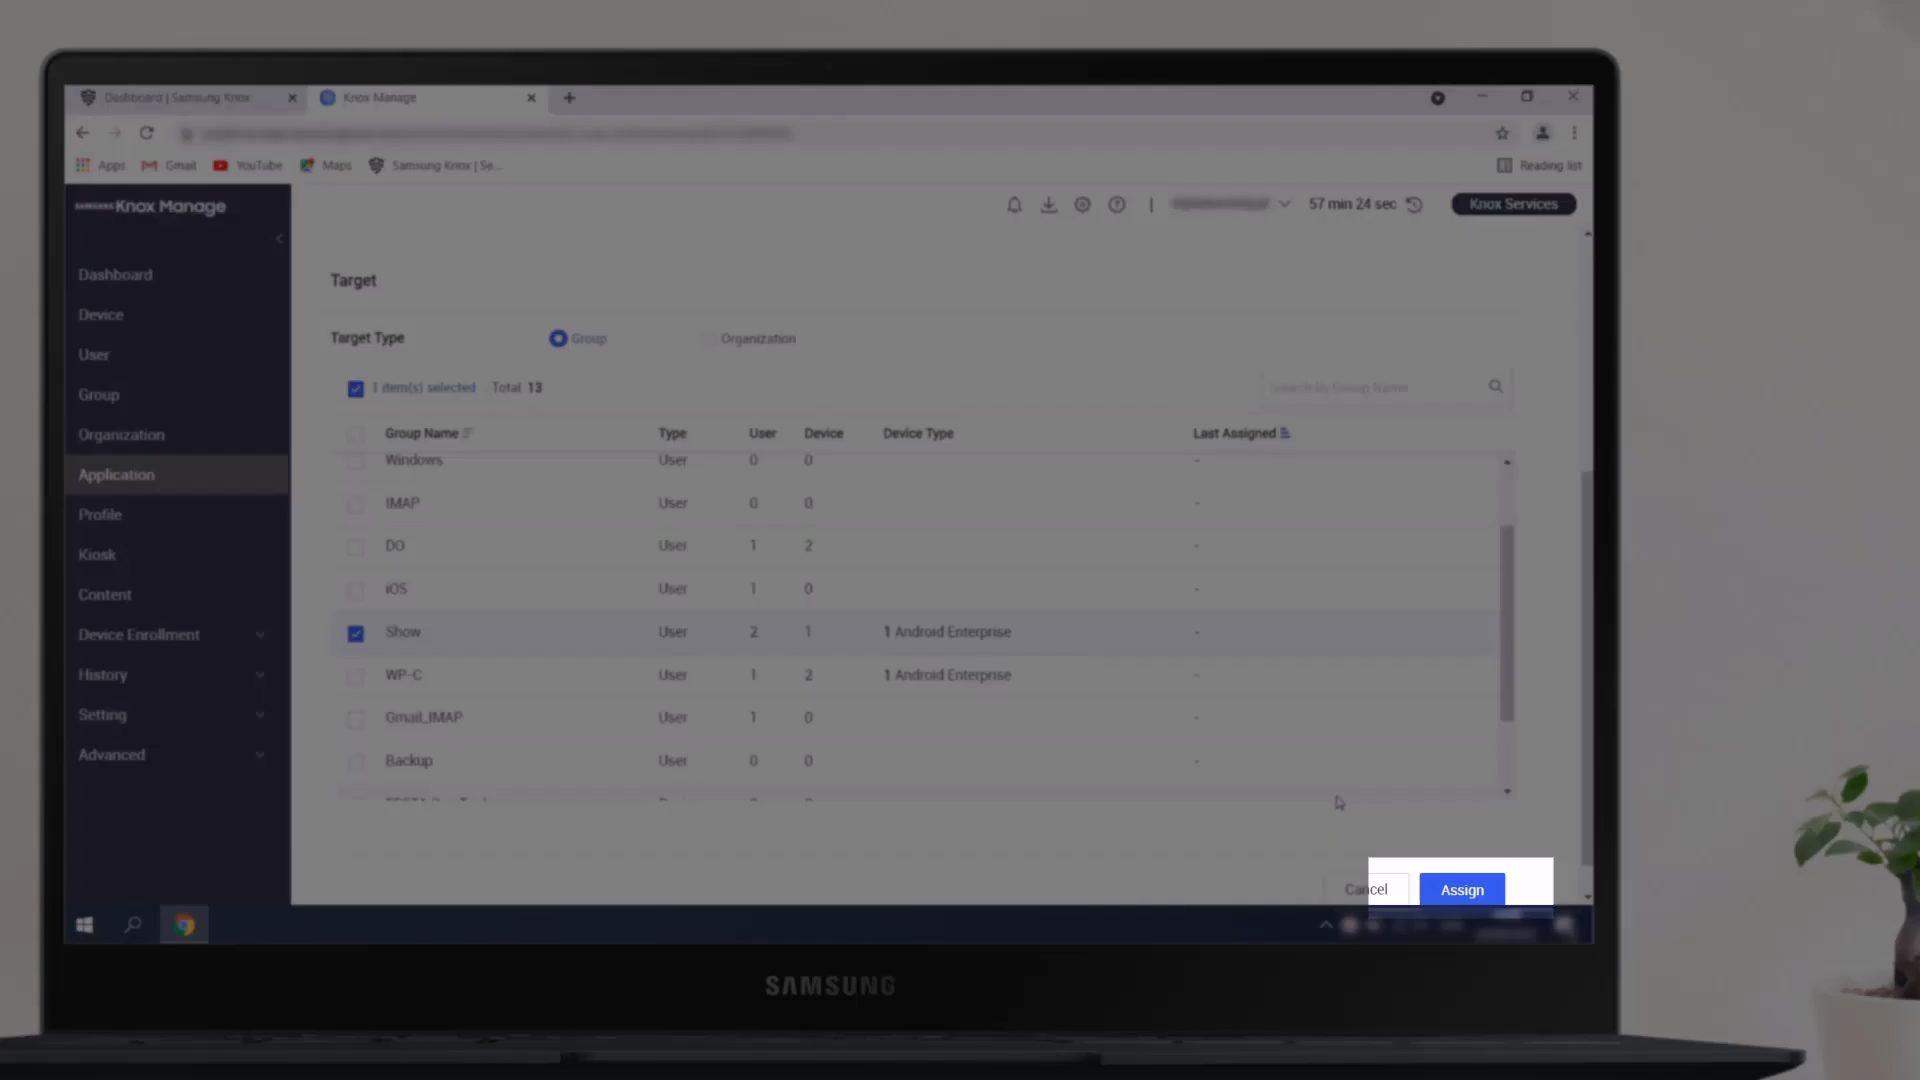 Dashboard | Samsung Knox
Knox Manage
Apps Gmail YouTube Maps Samsung Knox | Se...
Reading list
SAMSUNG Knox Manage
57 min 24 sec
Knox Services
Dashboard
Device
User
Group
Organization
Application
Profile
Kiosk
Content
Device Enrollment
History
Setting
Advanced
Target
Target Type Group Organization
1 item(s) selected Total 13
Search by Group Name
Group Name Type User Device Device Type Last Assigned
Windows User 0 0 -
IMAP User 0 0 -
DO User 1 2 -
iOS User 1 0 -
Show User 2 1 1 Android Enterprise -
WP-C User 1 2 1 Android Enterprise -
Gmail_IMAP User 1 0 -
Backup User 0 0 -
Cancel Assign
SAMSUNG